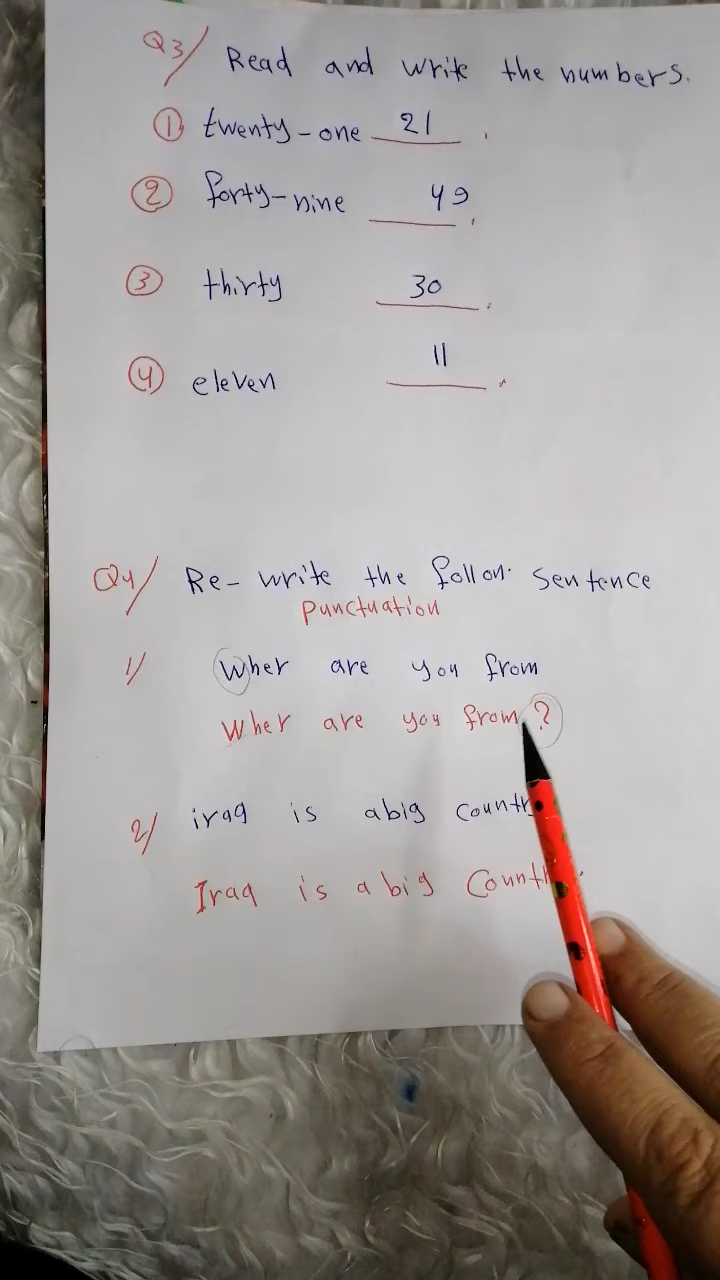 Q3/ Read and write the numbers.
① twenty-one 21 .
② forty-nine 49 .
③ thirty 30 .
④ eleven 11 .
Q4/ Re-write the follon. sentence
Punctuation
1/ Wher are you from
Wher are you from ?
2/ iraq is a big
Iraq is a big